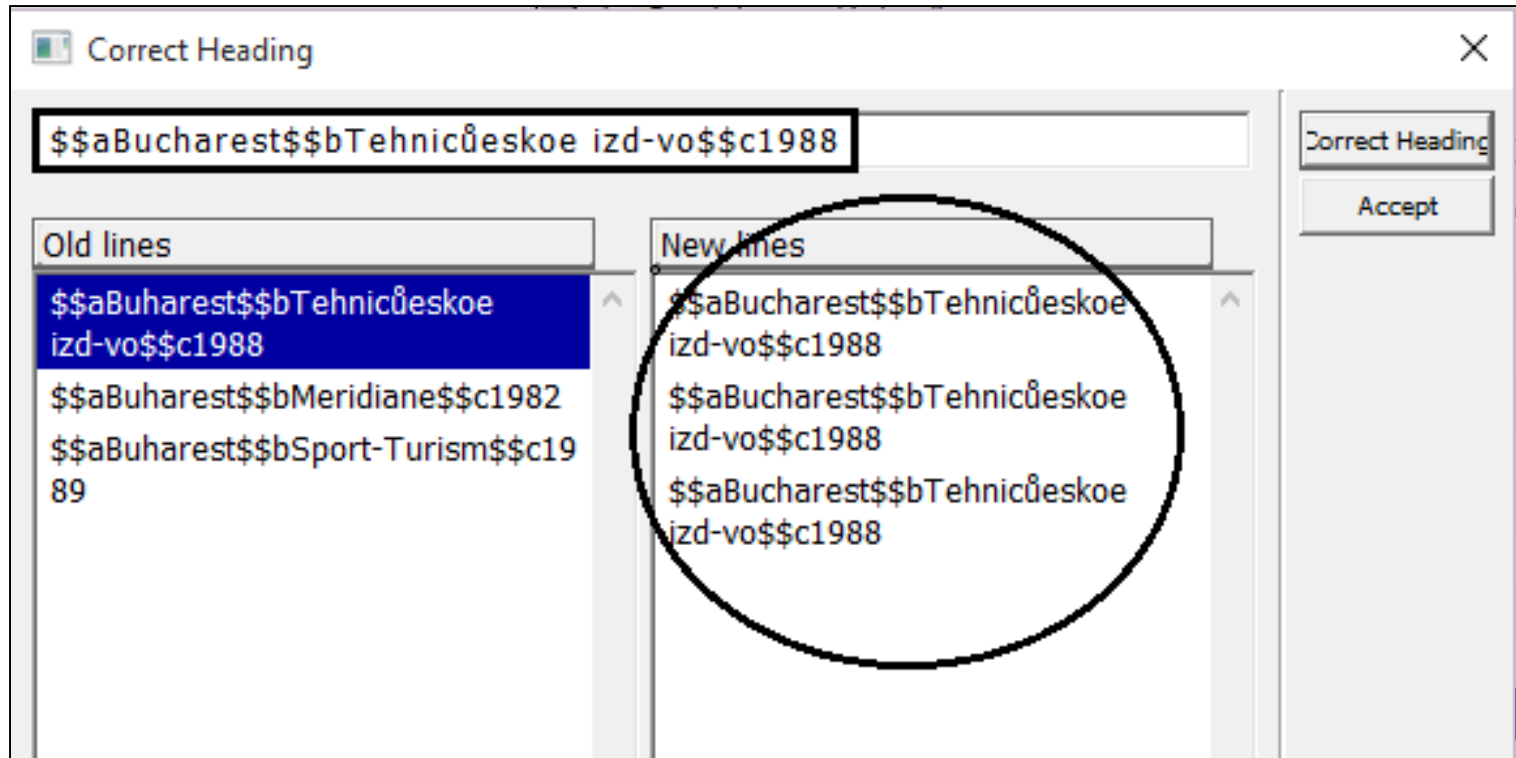 Correct Heading
$$aBucharest$$bTehnicůeskoe izd-vo$$c1988
Correct Heading
Accept
Old lines
$$aBuharest$$bTehnicůeskoe
izd-vo$$c1988
$$aBuharest$$bMeridiane$$c1982
$$aBuharest$$bSport-Turism$$c19
89
New lines
$$aBucharest$$bTehnicůeskoe
izd-vo$$c1988
$$aBucharest$$bTehnicůeskoe
izd-vo$$c1988
$$aBucharest$$bTehnicůeskoe
izd-vo$$c1988